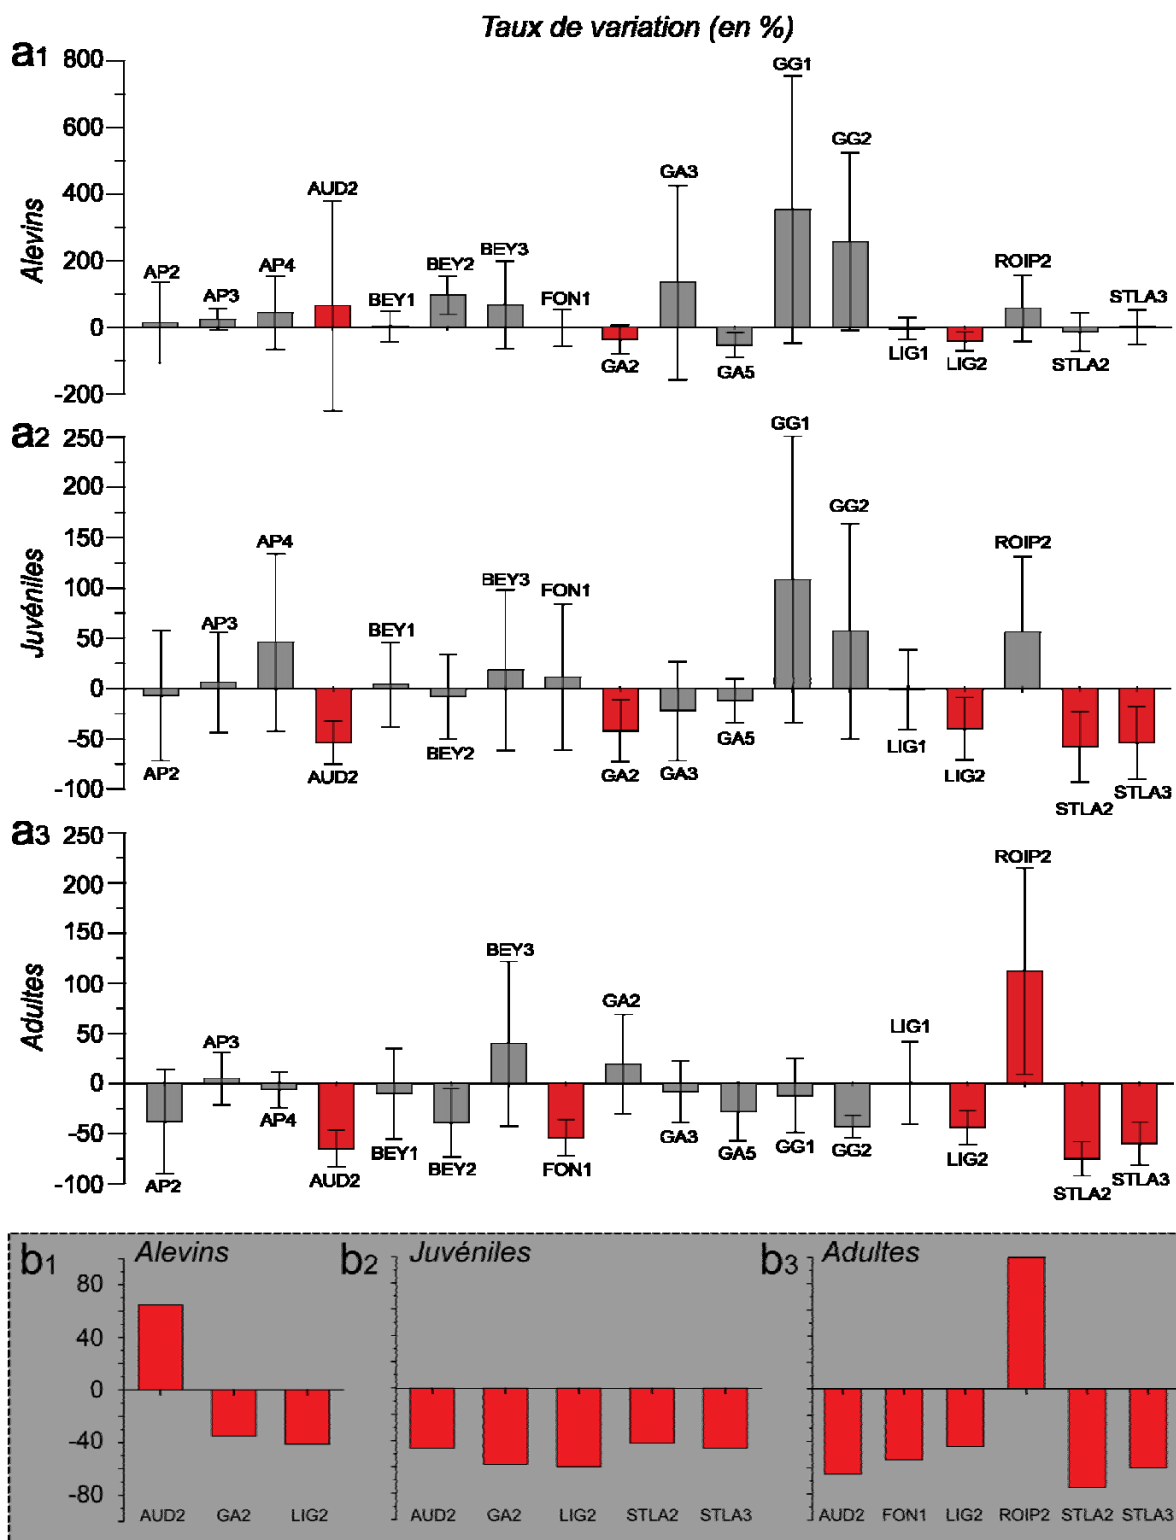 Taux de variation (en %)
a1
Alevins
800
600
400
200
0
-200
AP2
AP3
AP4
AUD2
BEY1
BEY2
BEY3
FON1
GA2
GA3
GA5
GG1
GG2
LIG1
LIG2
ROIP2
STLA2
STLA3
a2
Juvéniles
250
200
150
100
50
0
-50
-100
AP2
AP3
AP4
AUD2
BEY1
BEY2
BEY3
FON1
GA2
GA3
GA5
GG1
GG2
LIG1
LIG2
ROIP2
STLA2
STLA3
a3
Adultes
250
200
150
100
50
0
-50
-100
AP2
AP3
AP4
AUD2
BEY1
BEY2
BEY3
FON1
GA2
GA3
GA5
GG1
GG2
LIG1
LIG2
ROIP2
STLA2
STLA3
b1 Alevins
80
40
0
-40
-80
AUD2 GA2 LIG2
b2 Juvéniles
AUD2 GA2 LIG2 STLA2 STLA3
b3 Adultes
AUD2 FON1 LIG2 ROIP2 STLA2 STLA3